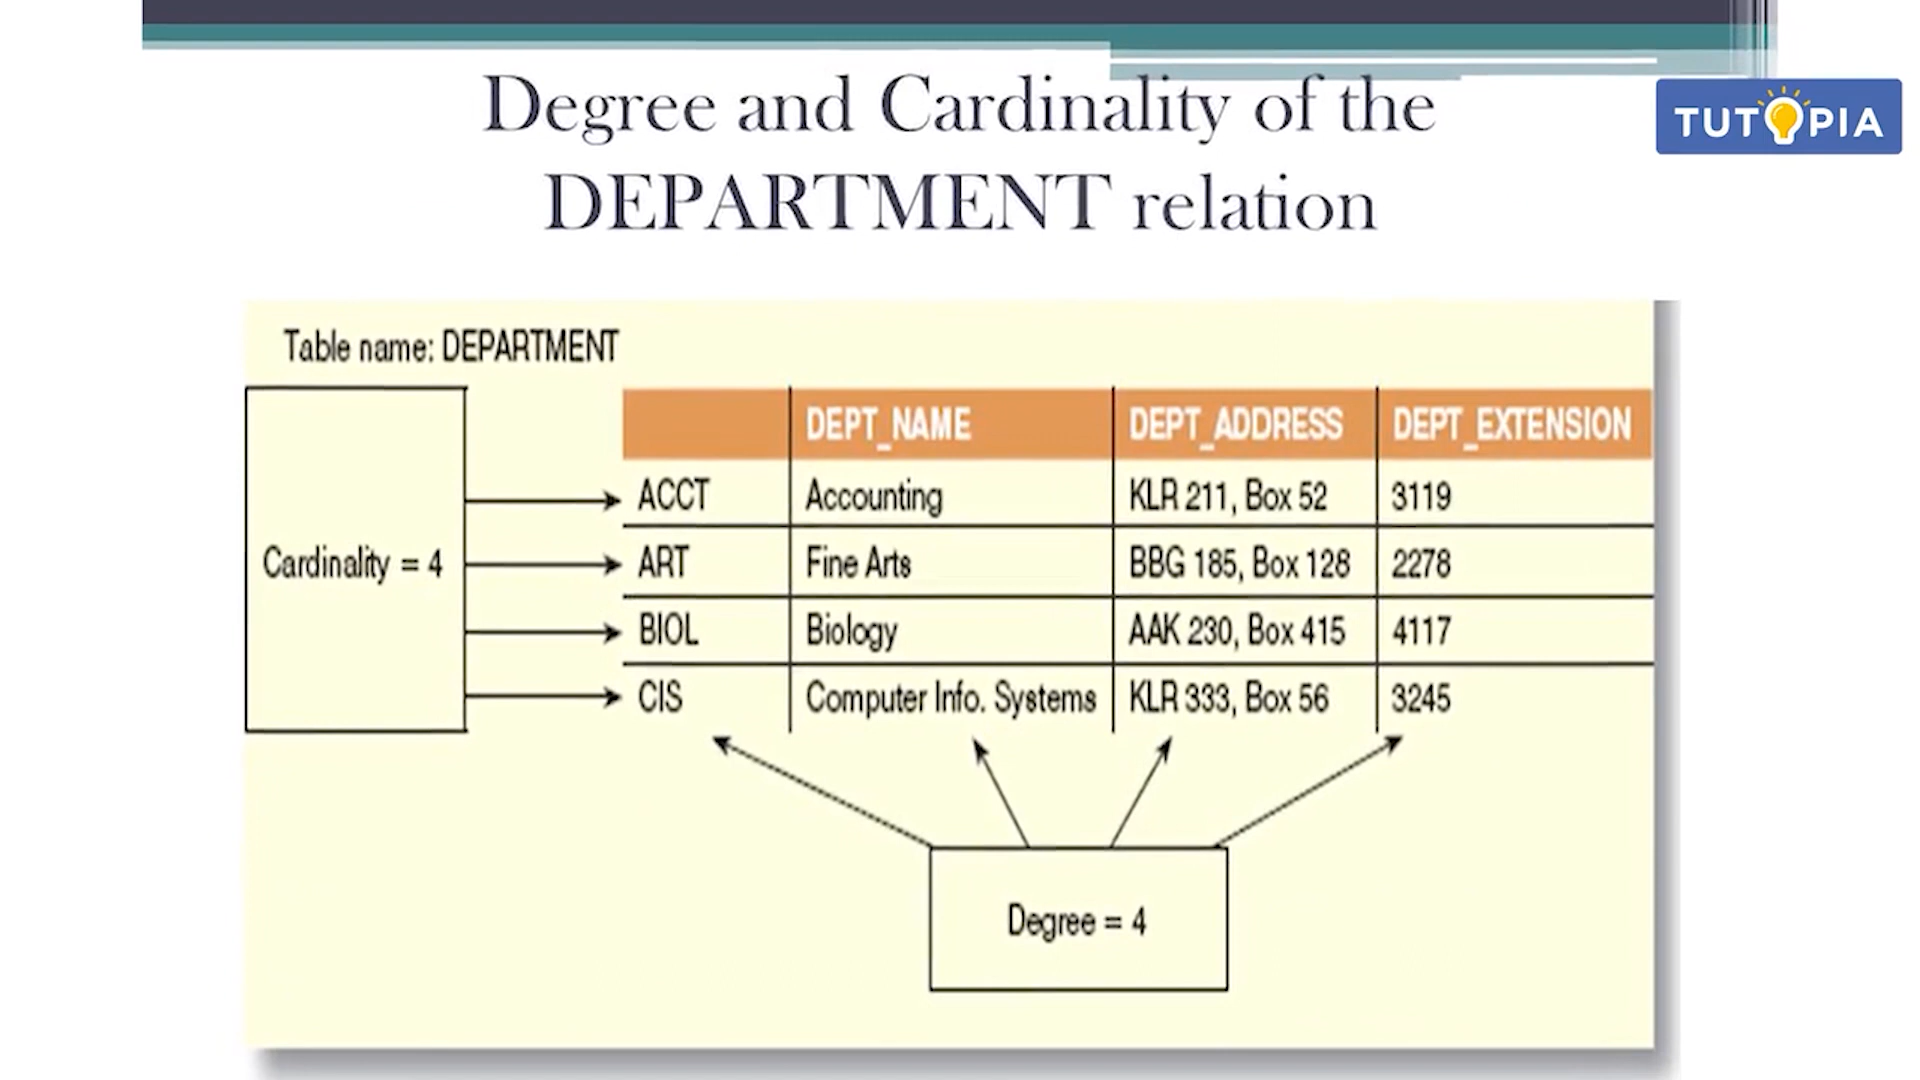 Degree and Cardinality of the
DEPARTMENT relation
TUTOPIA
Table name: DEPARTMENT
DEPT_NAME DEPT_ADDRESS DEPT_EXTENSION
ACCT Accounting KLR 211, Box 52 3119
Cardinality = 4 ART Fine Arts BBG 185, Box 128 2278
BIOL Biology AAK 230, Box 415 4117
CIS Computer Info. Systems KLR 333, Box 56 3245
Degree = 4